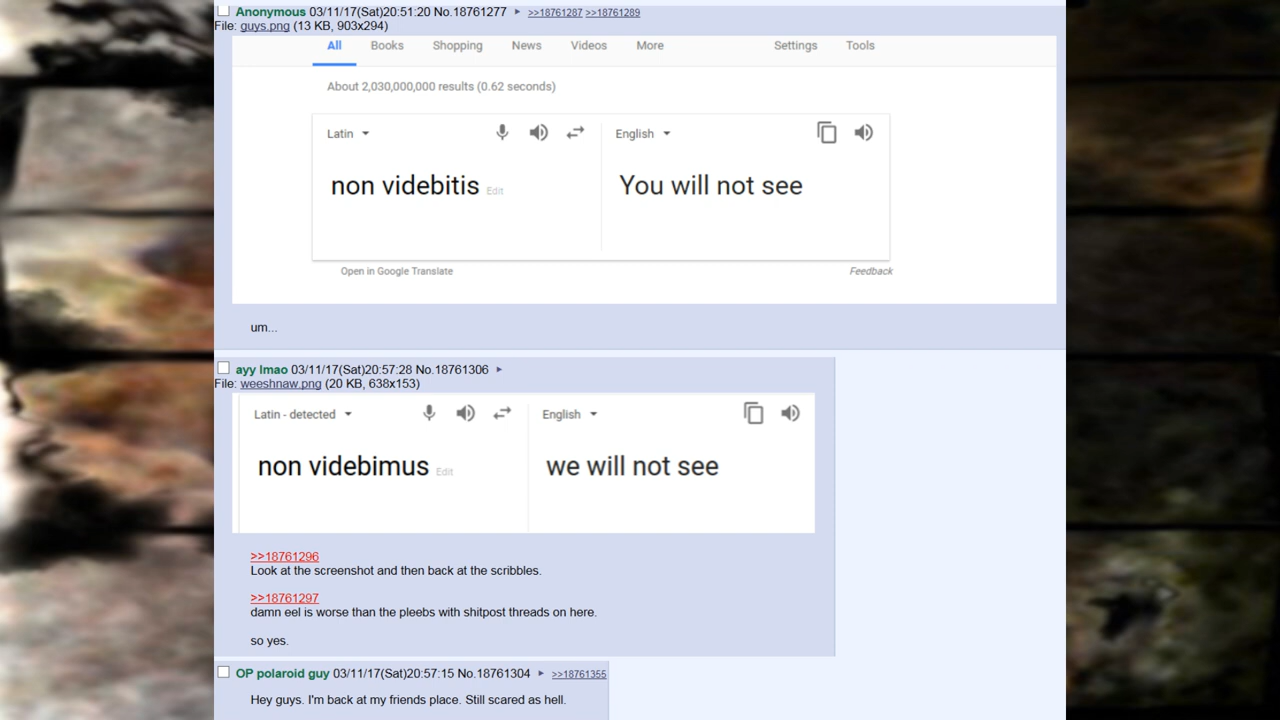 Anonymous 03/11/17(Sat)20:51:20 No.18761277 ▶ >>18761287 >>18761289
File: guys.png (13 KB, 903x294)
All Books Shopping News Videos More Settings Tools
About 2,030,000,000 results (0.62 seconds)
Latin English
non videbitis Edit You will not see
Open in Google Translate Feedback
um...
ayy lmao 03/11/17(Sat)20:57:28 No.18761306 ▶
File: weeshnaw.png (20 KB, 638x153)
Latin - detected English
non videbimus Edit we will not see
>>18761296
Look at the screenshot and then back at the scribbles.
>>18761297
damn eel is worse than the pleebs with shitpost threads on here.
so yes.
OP polaroid guy 03/11/17(Sat)20:57:15 No.18761304 ▶ >>18761355
Hey guys. I'm back at my friends place. Still scared as hell.